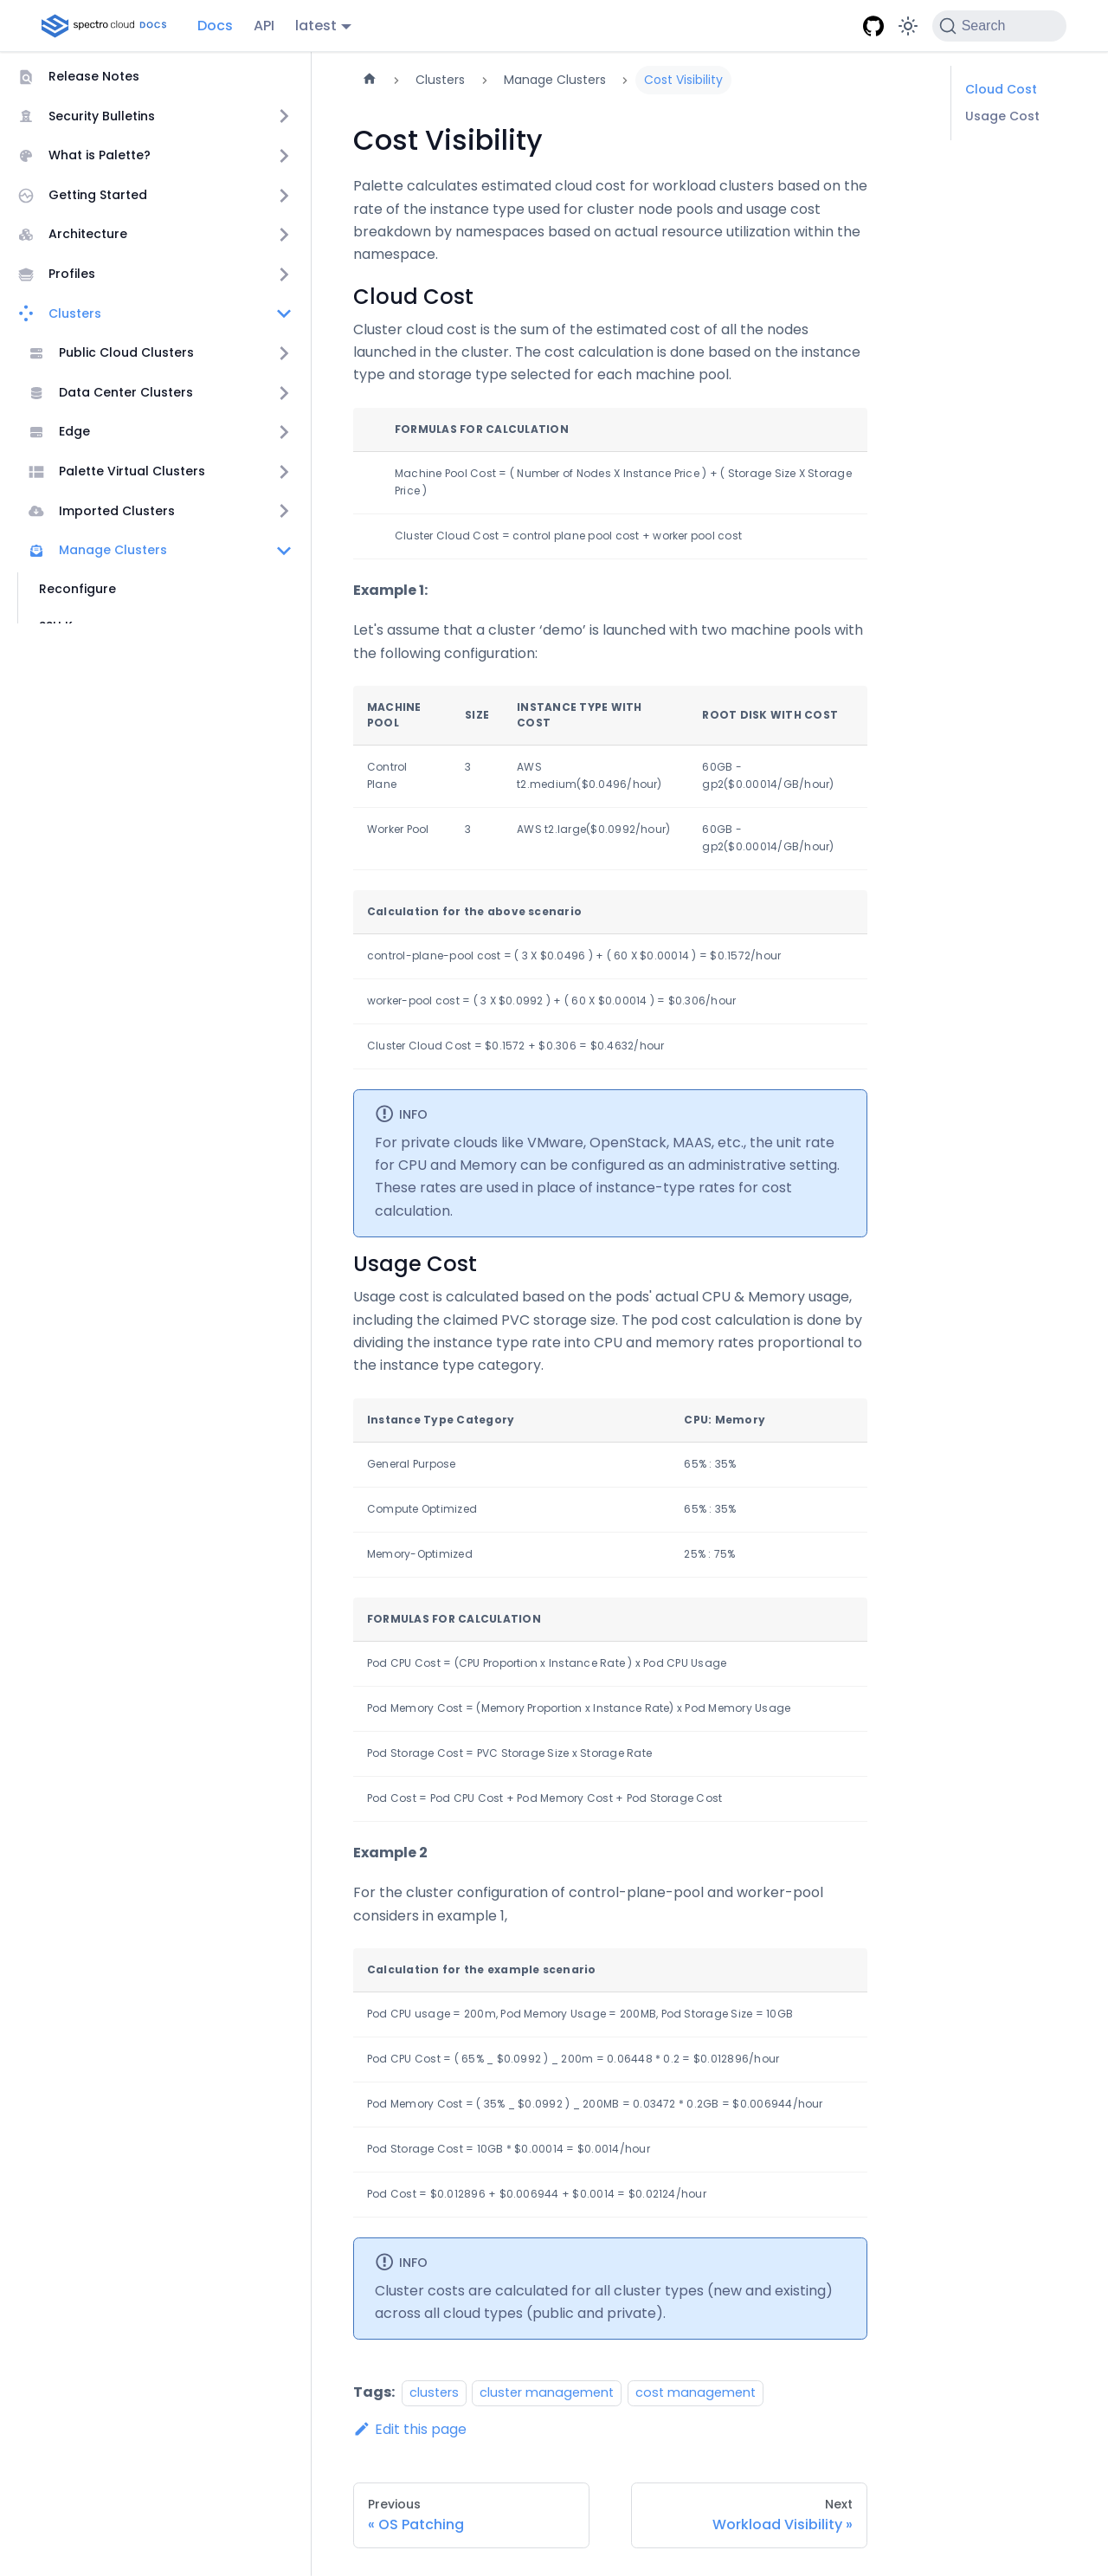 spectro cloud DOCS
Docs
API
latest
Search
Release Notes
Security Bulletins
What is Palette?
Getting Started
Architecture
Profiles
Clusters
Public Cloud Clusters
Data Center Clusters
Edge
Palette Virtual Clusters
Imported Clusters
Manage Clusters
Reconfigure
Clusters
Manage Clusters
Cost Visibility
Cloud Cost
Usage Cost
Cost Visibility
Palette calculates estimated cloud cost for workload clusters based on the
rate of the instance type used for cluster node pools and usage cost
breakdown by namespaces based on actual resource utilization within the
namespace.
Cloud Cost
Cluster cloud cost is the sum of the estimated cost of all the nodes
launched in the cluster. The cost calculation is done based on the instance
type and storage type selected for each machine pool.
FORMULAS FOR CALCULATION
Machine Pool Cost = ( Number of Nodes X Instance Price ) + ( Storage Size X Storage
Price )
Cluster Cloud Cost = control plane pool cost + worker pool cost
Example 1:
Let's assume that a cluster ‘demo’ is launched with two machine pools with
the following configuration:
MACHINE POOL SIZE INSTANCE TYPE WITH COST ROOT DISK WITH COST
Control Plane 3 AWS t2.medium($0.0496/hour) 60GB - gp2($0.00014/GB/hour)
Worker Pool 3 AWS t2.large($0.0992/hour) 60GB - gp2($0.00014/GB/hour)
Calculation for the above scenario
control-plane-pool cost = ( 3 X $0.0496 ) + ( 60 X $0.00014 ) = $0.1572/hour
worker-pool cost = ( 3 X $0.0992 ) + ( 60 X $0.00014 ) = $0.306/hour
Cluster Cloud Cost = $0.1572 + $0.306 = $0.4632/hour
INFO
For private clouds like VMware, OpenStack, MAAS, etc., the unit rate
for CPU and Memory can be configured as an administrative setting.
These rates are used in place of instance-type rates for cost
calculation.
Usage Cost
Usage cost is calculated based on the pods' actual CPU & Memory usage,
including the claimed PVC storage size. The pod cost calculation is done by
dividing the instance type rate into CPU and memory rates proportional to
the instance type category.
Instance Type Category CPU: Memory
General Purpose 65% : 35%
Compute Optimized 65% : 35%
Memory-Optimized 25% : 75%
FORMULAS FOR CALCULATION
Pod CPU Cost = (CPU Proportion x Instance Rate ) x Pod CPU Usage
Pod Memory Cost = (Memory Proportion x Instance Rate) x Pod Memory Usage
Pod Storage Cost = PVC Storage Size x Storage Rate
Pod Cost = Pod CPU Cost + Pod Memory Cost + Pod Storage Cost
Example 2
For the cluster configuration of control-plane-pool and worker-pool
considers in example 1,
Calculation for the example scenario
Pod CPU usage = 200m, Pod Memory Usage = 200MB, Pod Storage Size = 10GB
Pod CPU Cost = ( 65% _ $0.0992 ) _ 200m = 0.06448 * 0.2 = $0.012896/hour
Pod Memory Cost = ( 35% _ $0.0992 ) _ 200MB = 0.03472 * 0.2GB = $0.006944/hour
Pod Storage Cost = 10GB * $0.00014 = $0.0014/hour
Pod Cost = $0.012896 + $0.006944 + $0.0014 = $0.02124/hour
INFO
Cluster costs are calculated for all cluster types (new and existing)
across all cloud types (public and private).
Tags: clusters cluster management cost management
Edit this page
Previous
« OS Patching
Next
Workload Visibility »